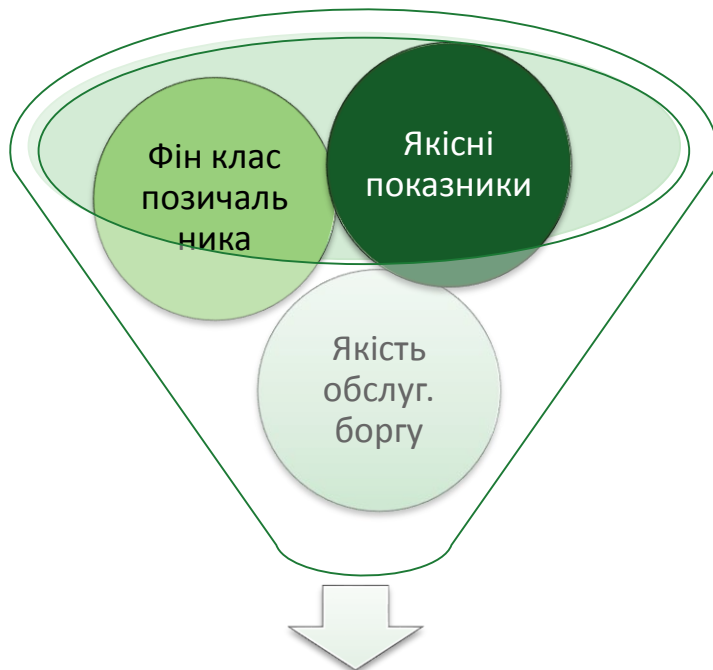 Фін клас
позичаль
ника
Якісні
показники
Якість
обслуг.
боргу